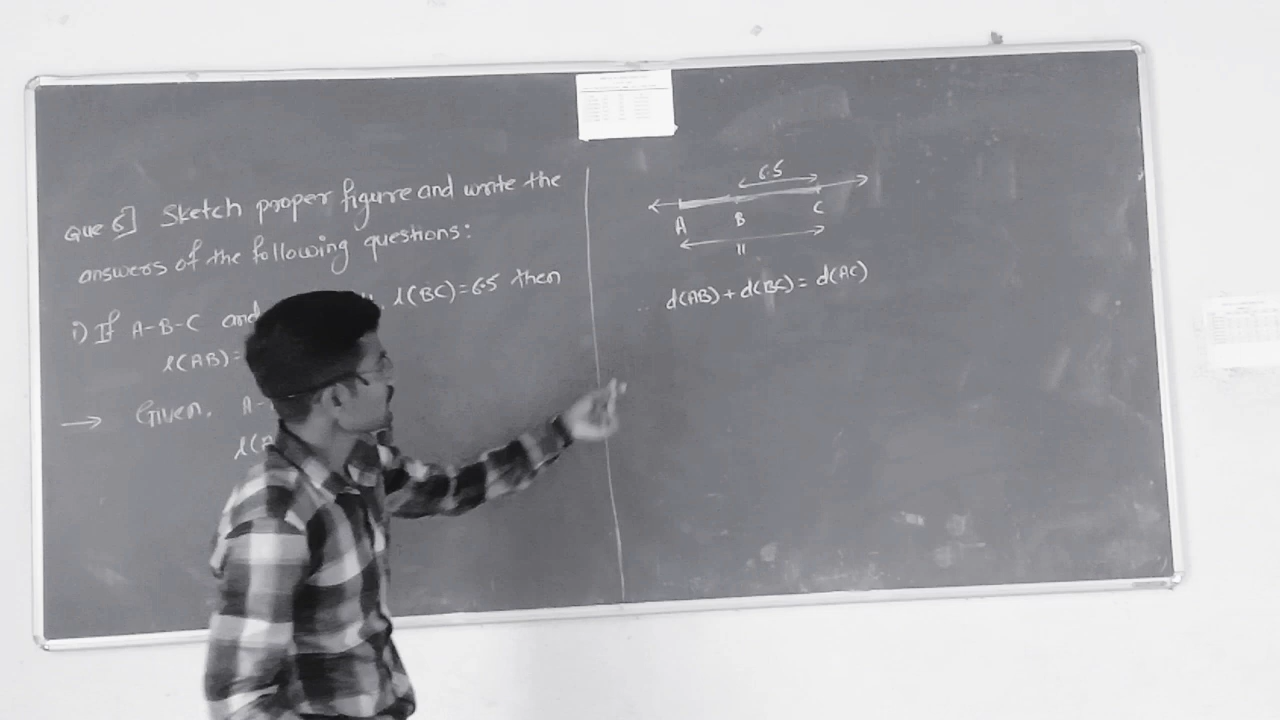 Que 6] Sketch proper figure and write the
answers of the following questions:
i) If A-B-C and l(BC)=6.5 then
l(AB)=
→ Given, A-
l(A
6.5
A B C
11
d(AB)+d(BC)=d(AC)